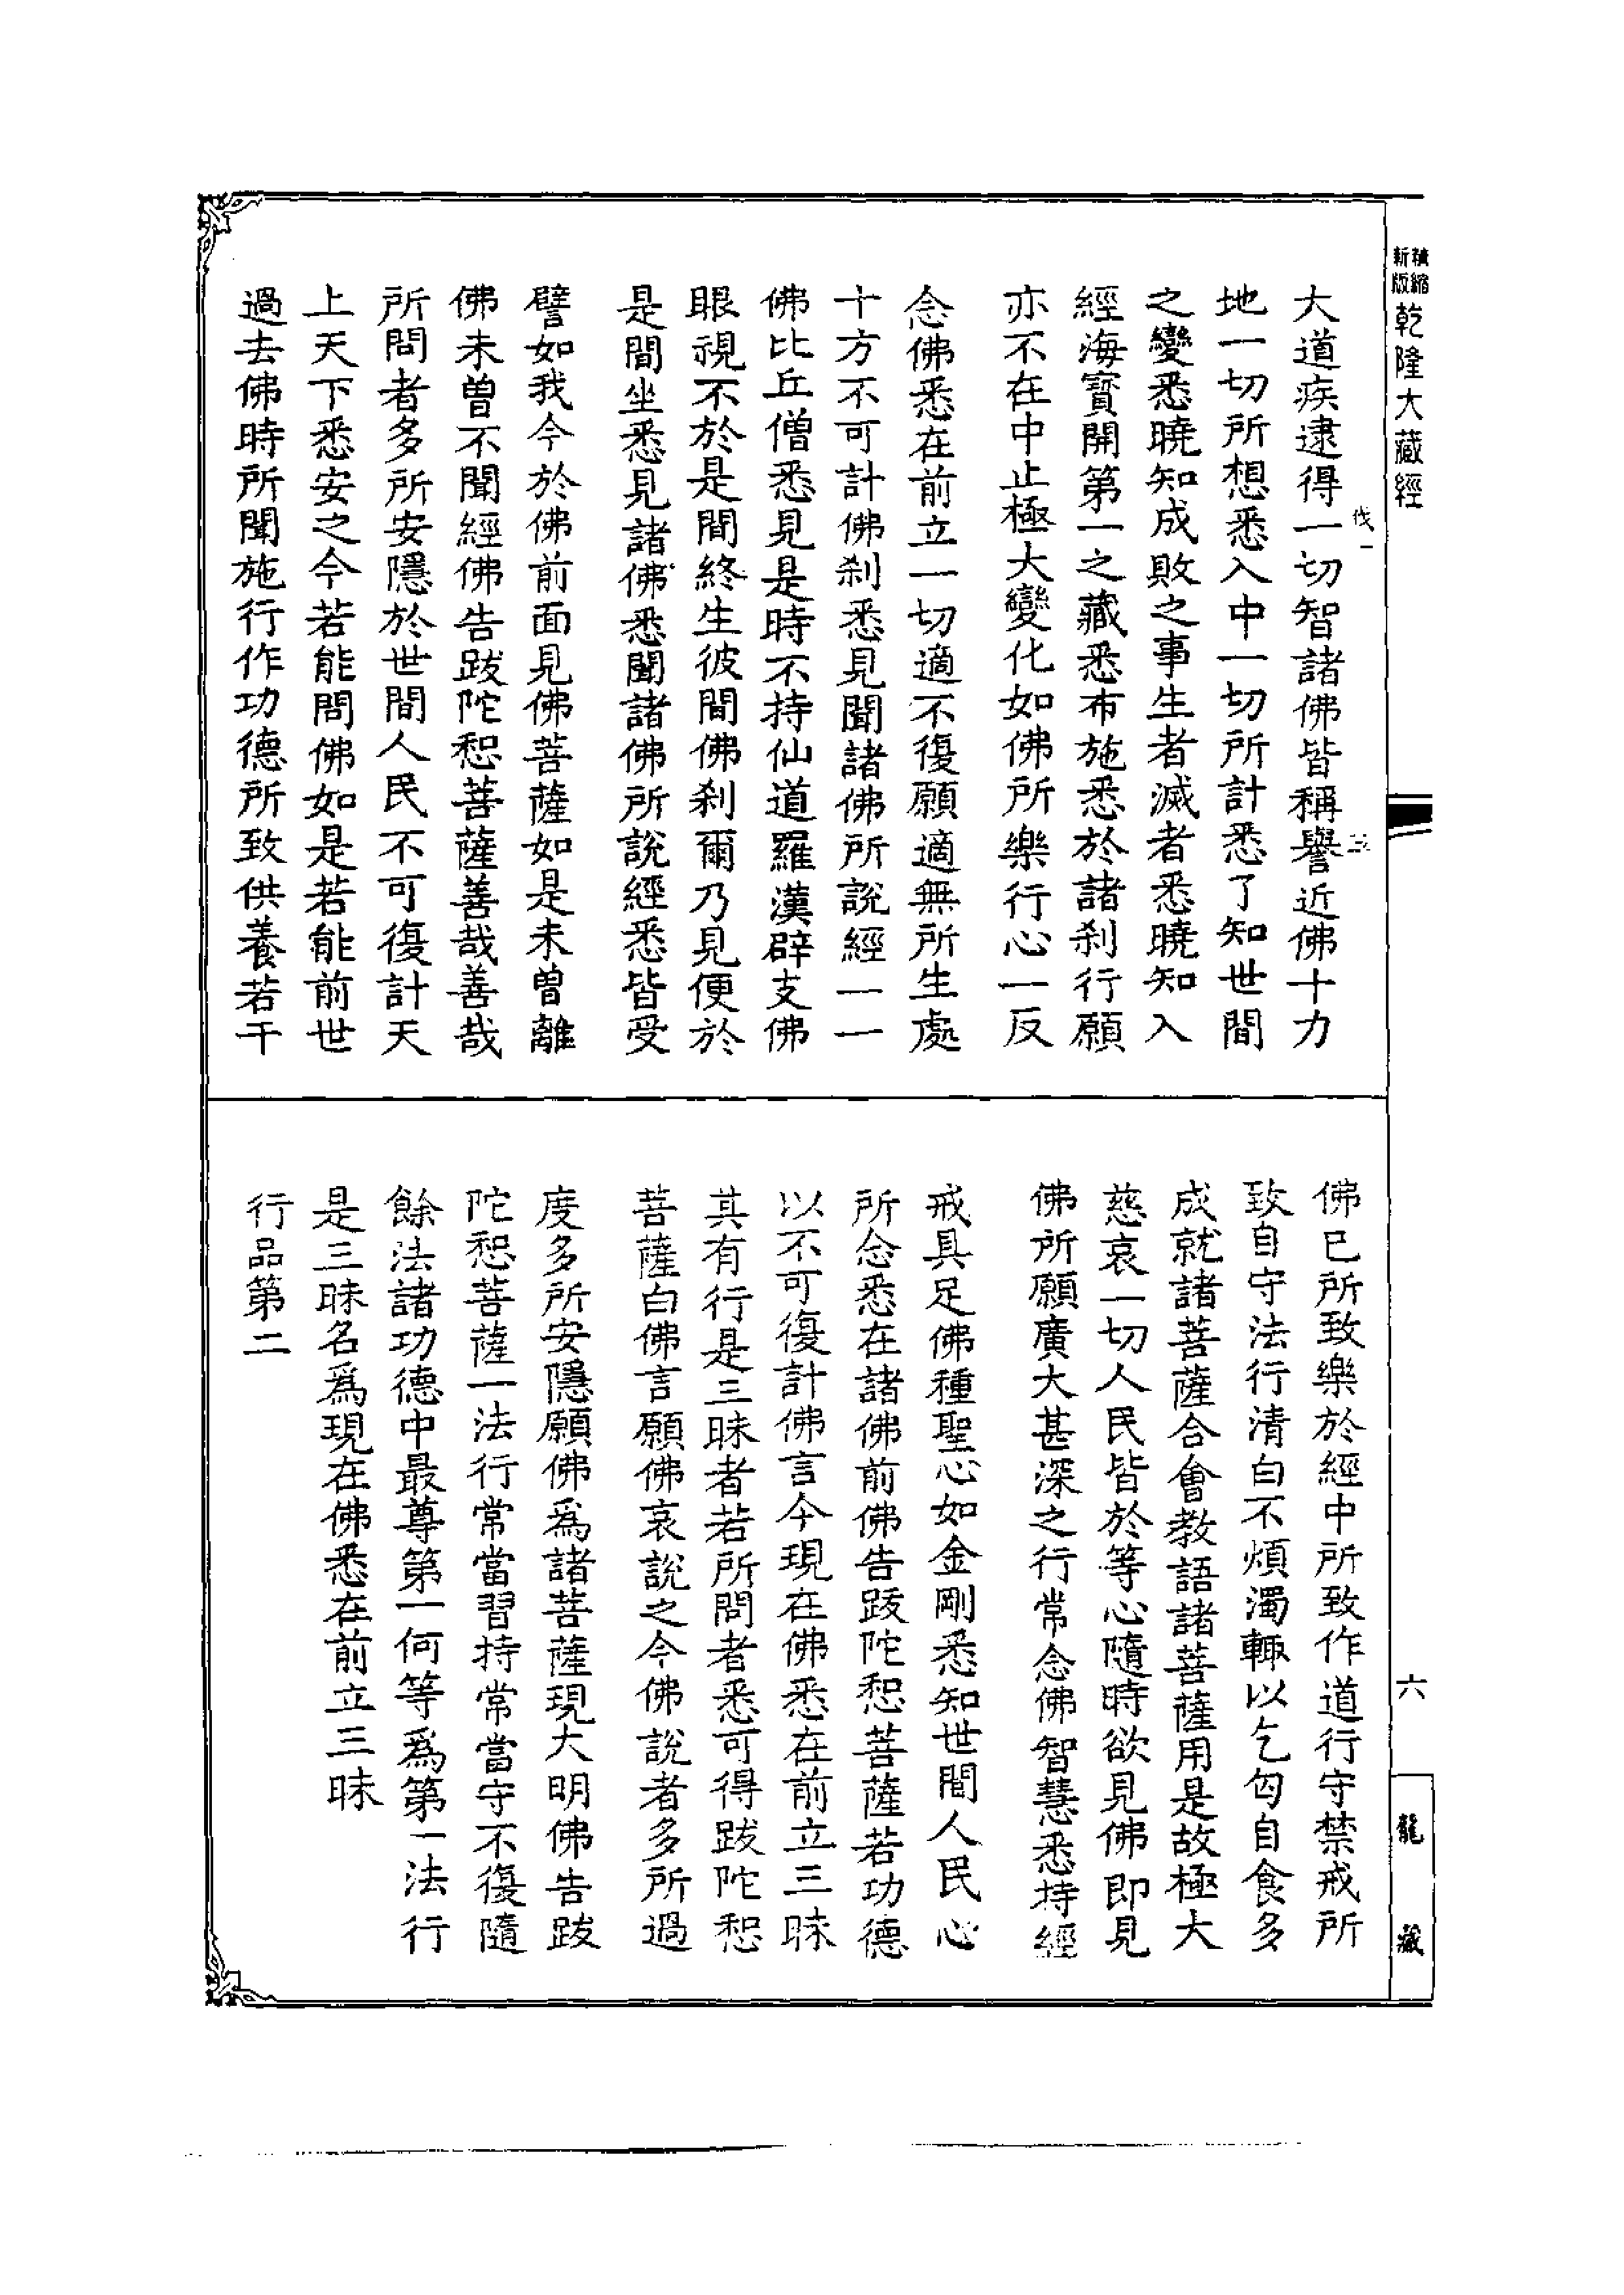 新版 精縮
乾隆大藏經
大道疾逮得一切智諸佛皆稱譽近佛十力
地一切所想悉入中一切所計悉了知世間
之變悉曉知成敗之事生者滅者悉曉知入
經海寳開第一之藏悉布施悉於諸刹行願
亦不在中止極大變化如佛所樂行心一反
念佛悉在前立一切適不復願適無所生處
十方不可計佛刹悉見聞諸佛所說經一一
佛比丘僧悉見是時不持仙道羅漢辟支佛
眼視不於是間終生彼間佛刹爾乃見便於
是間坐悉見諸佛悉聞諸佛所說經悉皆受
譬如我今於佛前面見佛菩薩如是未曾離
佛未曾不聞經佛告跋陀惒菩薩善哉善哉
所問者多所安隱於世間人民不可復計天
上天下悉安之今若能問佛如是若能前世
過去佛時所聞施行作功德所致供養若干
佛已所致樂於經中所致作道行守禁戒所
致自守法行清白不煩濁輙以乞匃自食多
成就諸菩薩合會教語諸菩薩用是故極大
慈哀一切人民皆於等心隨時欲見佛即見
佛所願廣大甚深之行常念佛智慧悉持經
戒具足佛種聖心如金剛悉知世間人民心
所念悉在諸佛前佛告跋陀惒菩薩若功德
以不可復計佛言今現在佛悉在前立三昧
其有行是三昧者若所問者悉可得跋陀惒
菩薩白佛言願佛哀說之今佛說者多所過
度多所安隱願佛爲諸菩薩現大明佛告跋
陀惒菩薩一法行常當習持常當守不復隨
餘法諸功德中最尊第一何等爲第一法行
是三昧名爲現在佛悉在前立三昧
行品第二
六
龍藏